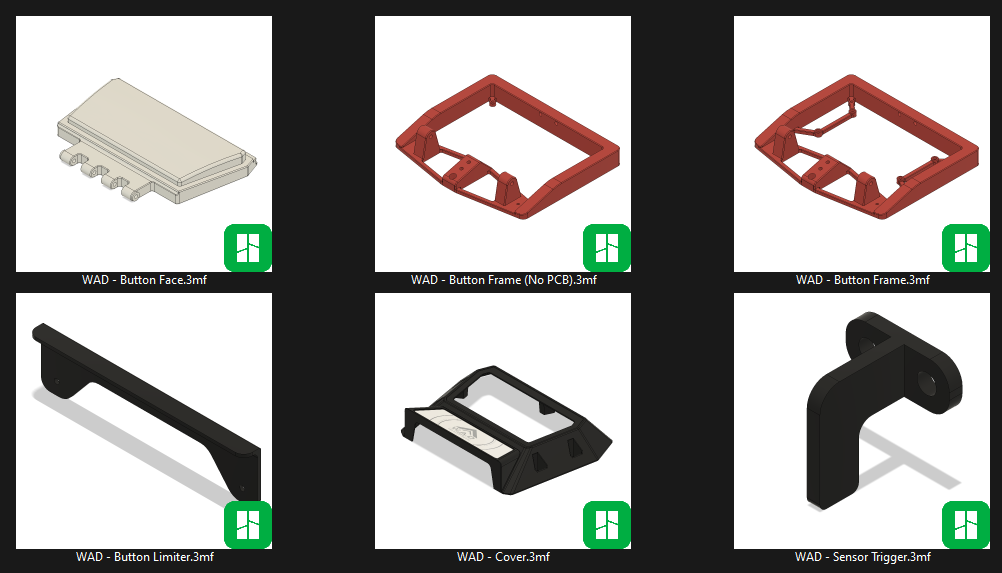 WAD - Button Face.3mf
WAD - Button Frame (No PCB).3mf
WAD - Button Frame.3mf
WAD - Button Limiter.3mf
WAD - Cover.3mf
WAD - Sensor Trigger.3mf